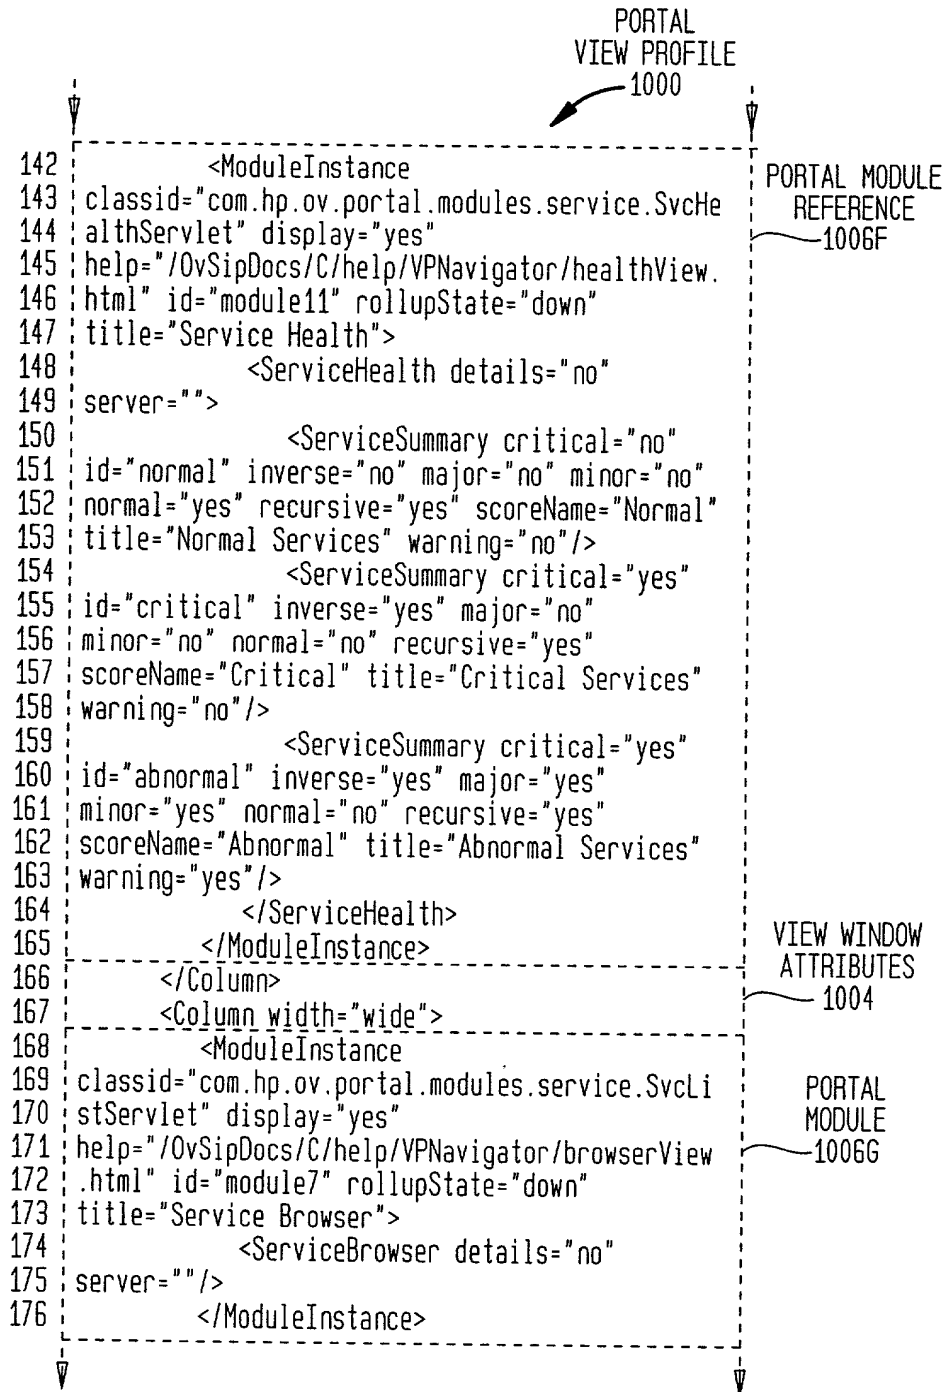 PORTAL
VIEW PROFILE
1000
142 <ModuleInstance
143 classid="com.hp.ov.portal.modules.service.SvcHe
144 althServlet" display="yes"
145 help="/OvSipDocs/C/help/VPNavigator/healthView.
146 html" id="module11" rollupState="down"
147 title="Service Health">
148 <ServiceHealth details="no"
149 server="">
150 <ServiceSummary critical="no"
151 id="normal" inverse="no" major="no" minor="no"
152 normal="yes" recursive="yes" scoreName="Normal"
153 title="Normal Services" warning="no"/>
154 <ServiceSummary critical="yes"
155 id="critical" inverse="yes" major="no"
156 minor="no" normal="no" recursive="yes"
157 scoreName="Critical" title="Critical Services"
158 warning="no"/>
159 <ServiceSummary critical="yes"
160 id="abnormal" inverse="yes" major="yes"
161 minor="yes" normal="no" recursive="yes"
162 scoreName="Abnormal" title="Abnormal Services"
163 warning="yes"/>
164 </ServiceHealth>
165 </ModuleInstance>
166 </Column>
167 <Column width="wide">
168 <ModuleInstance
169 classid="com.hp.ov.portal.modules.service.SvcLi
170 stServlet" display="yes"
171 help="/OvSipDocs/C/help/VPNavigator/browserView
172 .html" id="module7" rollupState="down"
173 title="Service Browser">
174 <ServiceBrowser details="no"
175 server=""/>
176 </ModuleInstance>
PORTAL MODULE
REFERENCE
1006F
VIEW WINDOW
ATTRIBUTES
1004
PORTAL
MODULE
1006G